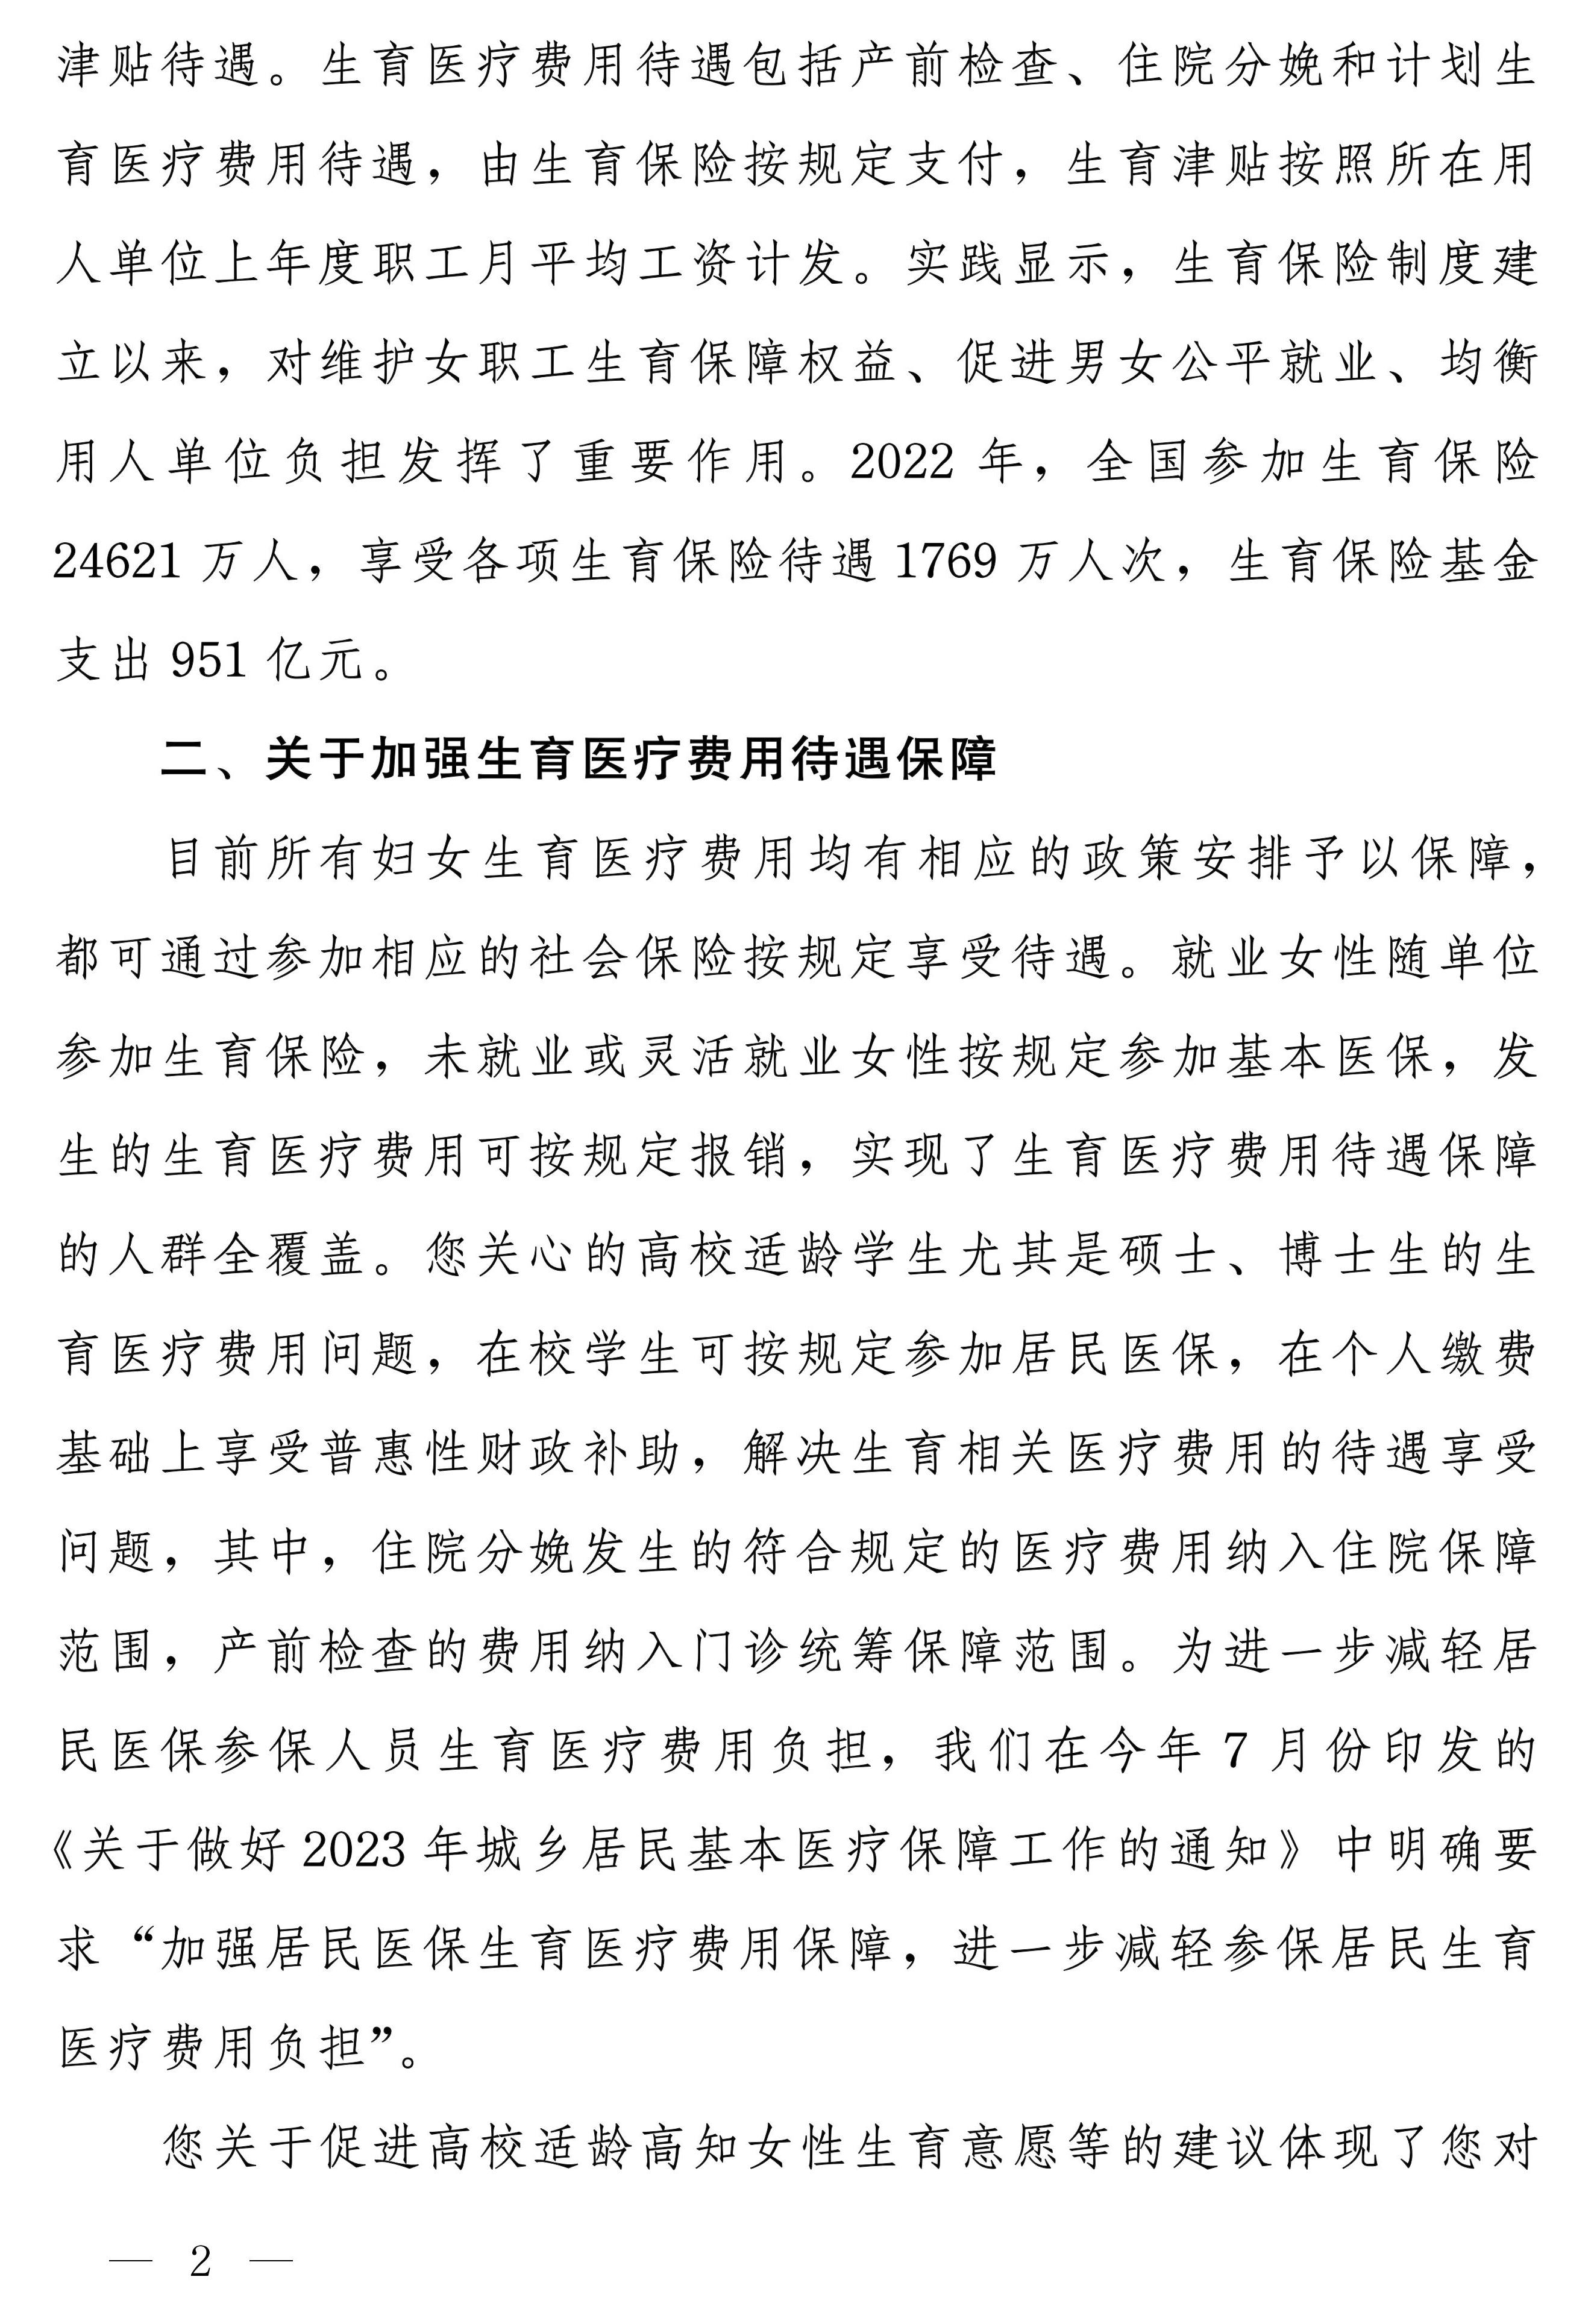 津贴待遇。生育医疗费用待遇包括产前检查、住院分娩和计划生
育医疗费用待遇，由生育保险按规定支付，生育津贴按照所在用
人单位上年度职工月平均工资计发。实践显示，生育保险制度建
立以来，对维护女职工生育保障权益、促进男女公平就业、均衡
用人单位负担发挥了重要作用。2022 年，全国参加生育保险
24621 万人，享受各项生育保险待遇 1769 万人次，生育保险基金
支出 951 亿元。
二、关于加强生育医疗费用待遇保障
目前所有妇女生育医疗费用均有相应的政策安排予以保障，
都可通过参加相应的社会保险按规定享受待遇。就业女性随单位
参加生育保险，未就业或灵活就业女性按规定参加基本医保，发
生的生育医疗费用可按规定报销，实现了生育医疗费用待遇保障
的人群全覆盖。您关心的高校适龄学生尤其是硕士、博士生的生
育医疗费用问题，在校学生可按规定参加居民医保，在个人缴费
基础上享受普惠性财政补助，解决生育相关医疗费用的待遇享受
问题，其中，住院分娩发生的符合规定的医疗费用纳入住院保障
范围，产前检查的费用纳入门诊统筹保障范围。为进一步减轻居
民医保参保人员生育医疗费用负担，我们在今年 7 月份印发的
《关于做好 2023 年城乡居民基本医疗保障工作的通知》中明确要
求“加强居民医保生育医疗费用保障，进一步减轻参保居民生育
医疗费用负担”。
您关于促进高校适龄高知女性生育意愿等的建议体现了您对
— 2 —